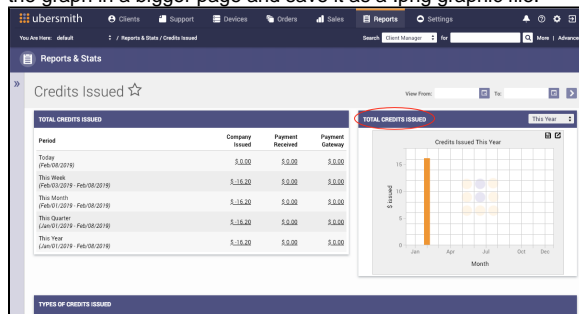 the graph in a bigger page and save it as a .png graphic file.
ubersmith Clients Support Devices Orders Sales Reports Settings
You Are Here: default / Reports & Stats / Credits Issued Search Client Manager for More | Advance
Reports & Stats
Credits Issued View From: To:
TOTAL CREDITS ISSUED
Period Company Issued Payment Received Payment Gateway
Today $ 0.00 $ 0.00 $ 0.00
(Feb/08/2019)
This Week $ -16.20 $ 0.00 $ 0.00
(Feb/03/2019 - Feb/08/2019)
This Month $ -16.20 $ 0.00 $ 0.00
(Feb/01/2019 - Feb/08/2019)
This Quarter $ -16.20 $ 0.00 $ 0.00
(Jan/01/2019 - Feb/08/2019)
This Year $ -16.20 $ 0.00 $ 0.00
(Jan/01/2019 - Feb/08/2019)
TOTAL CREDITS ISSUED This Year
Credits Issued This Year
$ issued
15
10
5
0
Jan Apr Jul Oct Dec
Month
TYPES OF CREDITS ISSUED